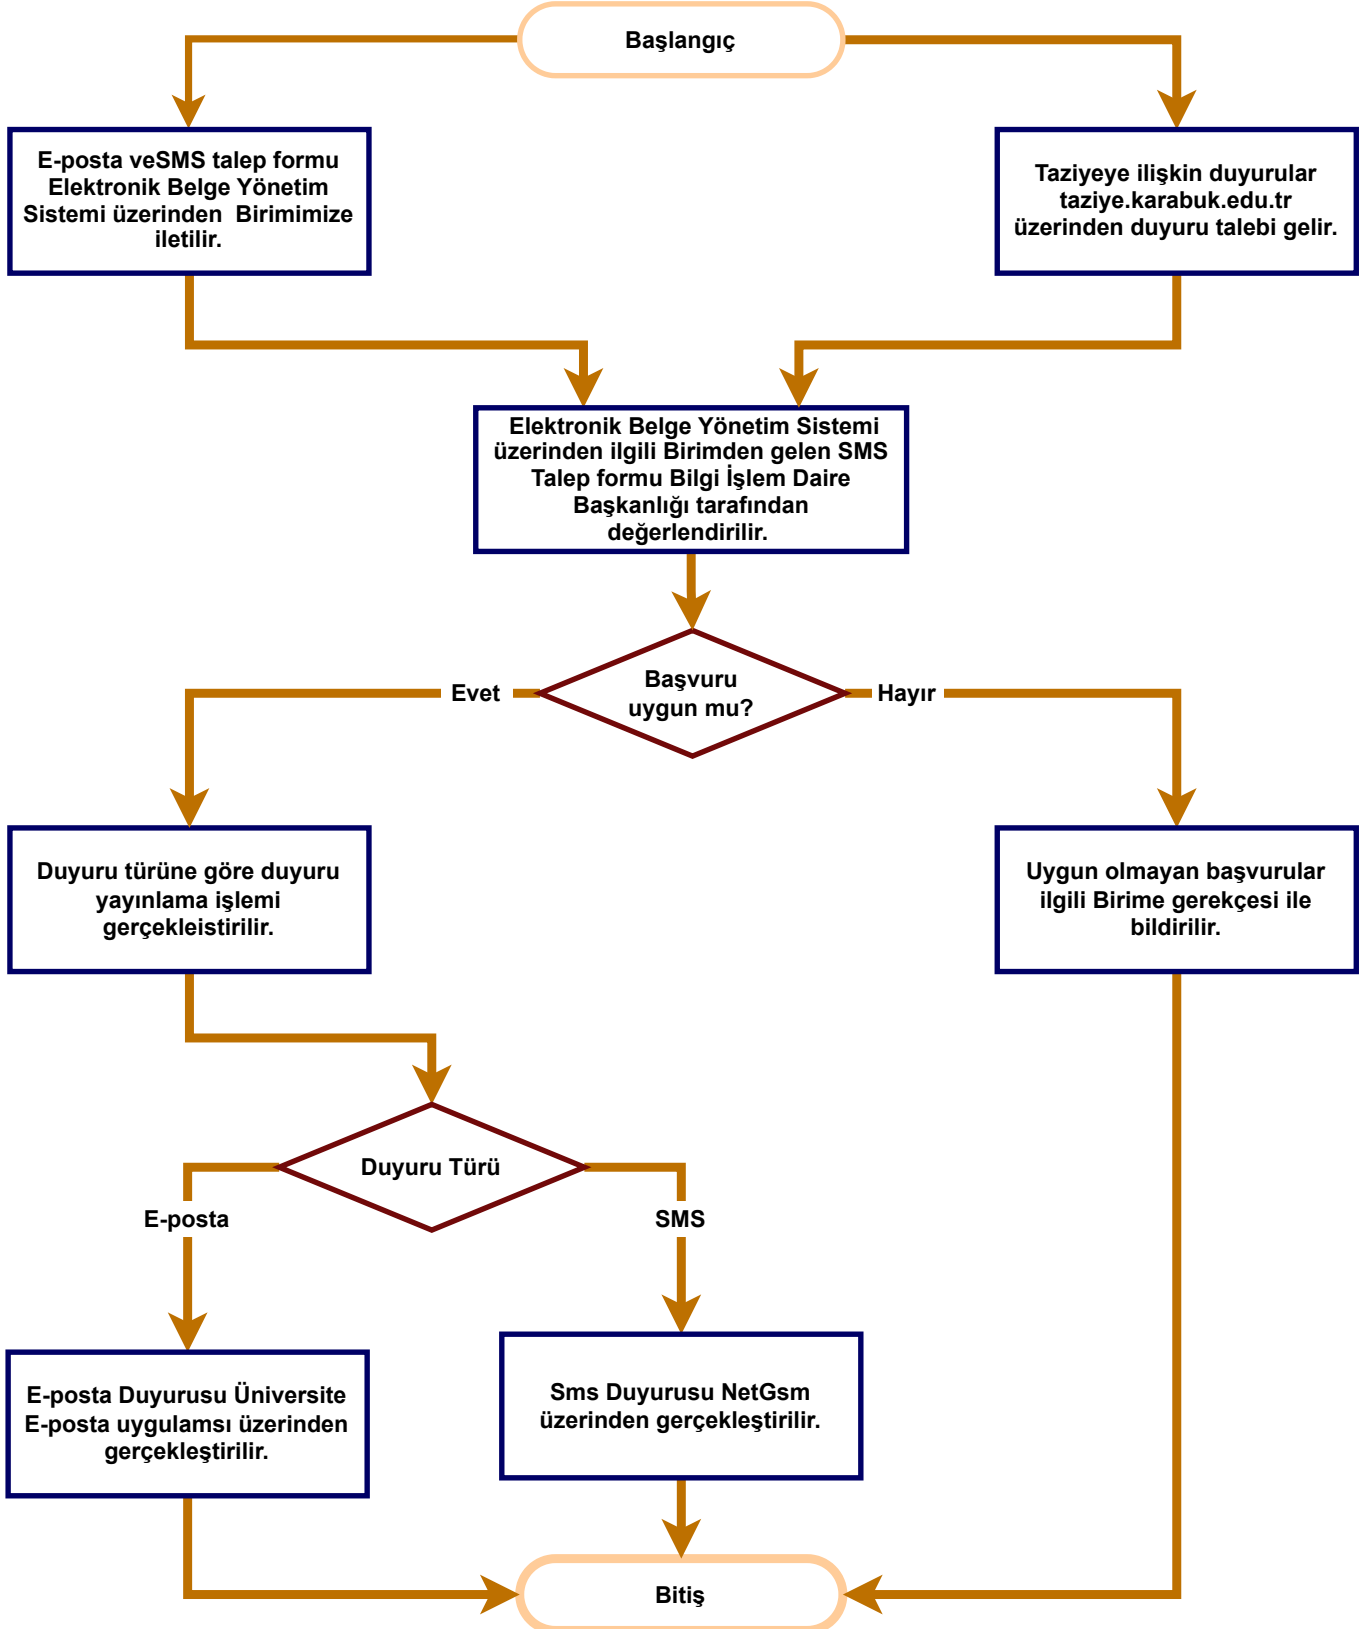 Başlangıç
E-posta veSMS talep formu
Elektronik Belge Yönetim
Sistemi üzerinden  Birimimize
iletilir.
Taziyeye ilişkin duyurular
taziye.karabuk.edu.tr
üzerinden duyuru talebi gelir.
Elektronik Belge Yönetim Sistemi
üzerinden ilgili Birimden gelen SMS
Talep formu Bilgi İşlem Daire
Başkanlığı tarafından
değerlendirilir.
Başvuru
uygun mu?
Evet
Hayır
Duyuru türüne göre duyuru
yayınlama işlemi
gerçekleistirilir.
Uygun olmayan başvurular
ilgili Birime gerekçesi ile
bildirilir.
Duyuru Türü
E-posta
SMS
E-posta Duyurusu Üniversite
E-posta uygulamsı üzerinden
gerçekleştirilir.
Sms Duyurusu NetGsm
üzerinden gerçekleştirilir.
Bitiş